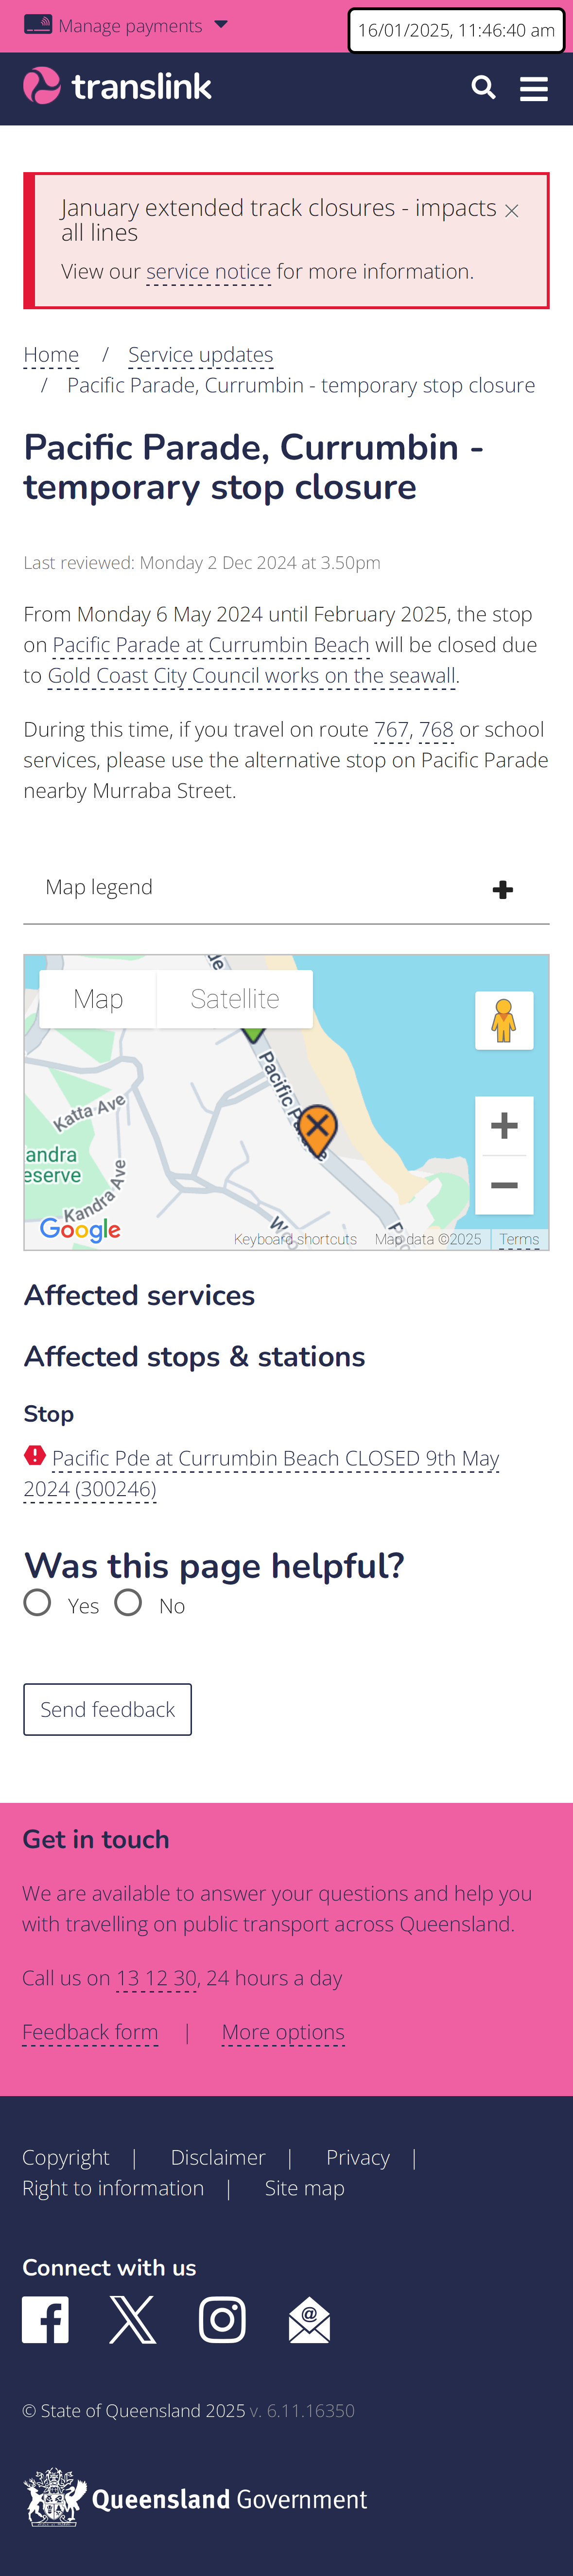 Manage payments
16/01/2025, 11:46:40 am
translink
January extended track closures - impacts
all lines
View our service notice for more information.
Home / Service updates
/ Pacific Parade, Currumbin - temporary stop closure
Pacific Parade, Currumbin -
temporary stop closure
Last reviewed: Monday 2 Dec 2024 at 3.50pm
From Monday 6 May 2024 until February 2025, the stop
on Pacific Parade at Currumbin Beach will be closed due
to Gold Coast City Council works on the seawall.
During this time, if you travel on route 767, 768 or school
services, please use the alternative stop on Pacific Parade
nearby Murraba Street.
Map legend
Map
Satellite
Pacific
Katta Ave
andra
eserve
Kandra Ave
Google
Keyboard shortcuts
Map data ©2025
Terms
Affected services
Affected stops & stations
Stop
Pacific Pde at Currumbin Beach CLOSED 9th May
2024 (300246)
Was this page helpful?
Yes
No
Send feedback
Get in touch
We are available to answer your questions and help you
with travelling on public transport across Queensland.
Call us on 13 12 30, 24 hours a day
Feedback form | More options
Copyright | Disclaimer | Privacy |
Right to information | Site map
Connect with us
© State of Queensland 2025 v. 6.11.16350
Queensland Government